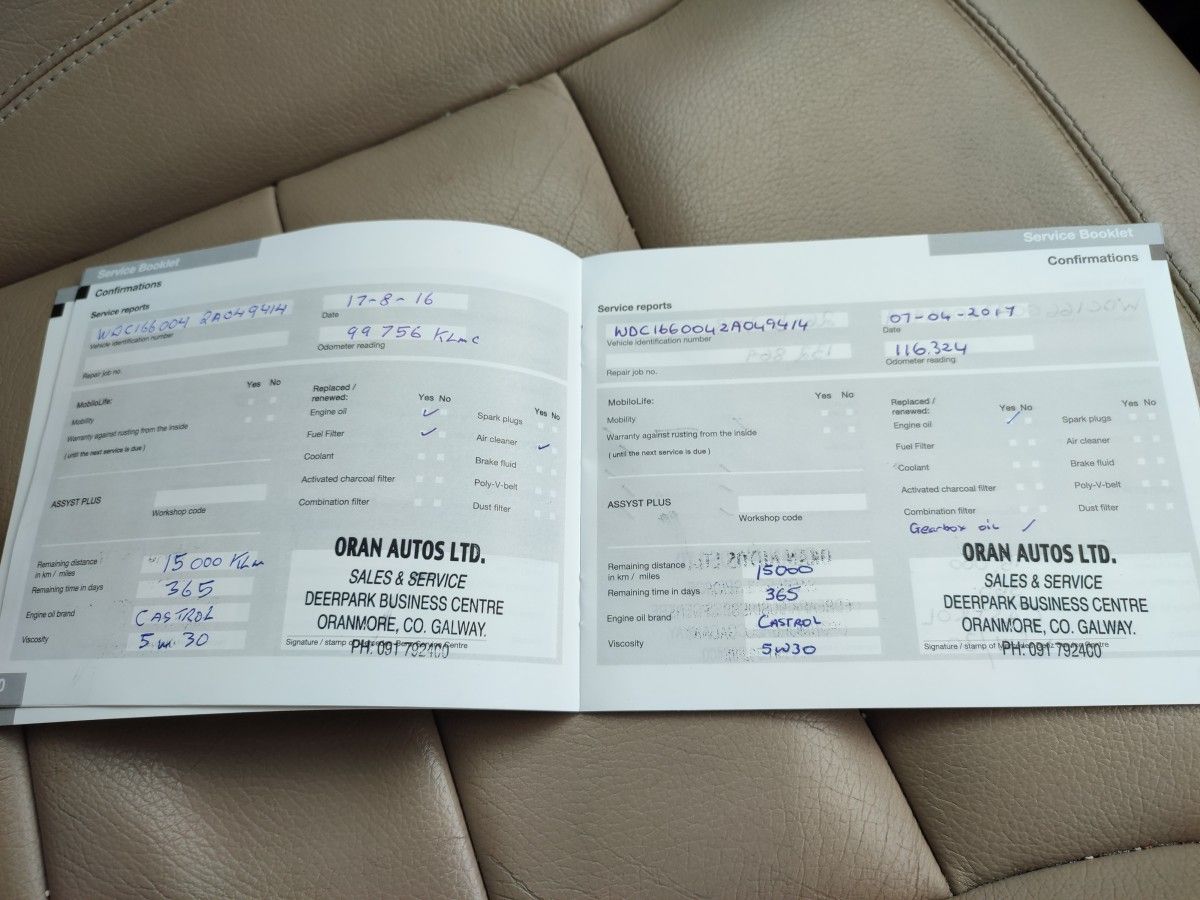 Service Booklet
Confirmations
Service reports
WDC166004 2A049414
Vehicle identification number
17-8-16
Date
99 756 KLMC
Odometer reading
Repair job no.
Yes No
MobiloLife:
Mobility
Warranty against rusting from the inside
( until the next service is due )
Replaced /
renewed:
Yes No
Engine oil ✓
Fuel Filter ✓
Coolant
Activated charcoal filter
Combination filter
Yes No
Spark plugs
Air cleaner ✓
Brake fluid
Poly-V-belt
Dust filter
ASSYST PLUS
Workshop code
Remaining distance
in km / miles
15 000 KLM
Remaining time in days 365
Engine oil brand CASTROL
Viscosity 5 W 30
ORAN AUTOS LTD.
SALES & SERVICE
DEERPARK BUSINESS CENTRE
ORANMORE, CO. GALWAY.
PH: 091 792400
Signature / stamp of Centre
0
Service Booklet
Confirmations
Service reports
WDC1660042A049414
Vehicle identification number
07-04-2017
Date
116.324
Odometer reading
Repair job no.
Yes No
MobiloLife:
Mobility
Warranty against rusting from the inside
( until the next service is due )
Replaced /
renewed:
Yes No
Engine oil ✓
Fuel Filter
Coolant
Activated charcoal filter
Combination filter
Gearbox oil /
Yes No
Spark plugs
Air cleaner
Brake fluid
Poly-V-belt
Dust filter
ASSYST PLUS
Workshop code
Remaining distance
in km / miles
15000
Remaining time in days 365
Engine oil brand CASTROL
Viscosity 5W30
ORAN AUTOS LTD.
SALES & SERVICE
DEERPARK BUSINESS CENTRE
ORANMORE, CO. GALWAY.
PH: 091 792400
Signature / stamp of Centre